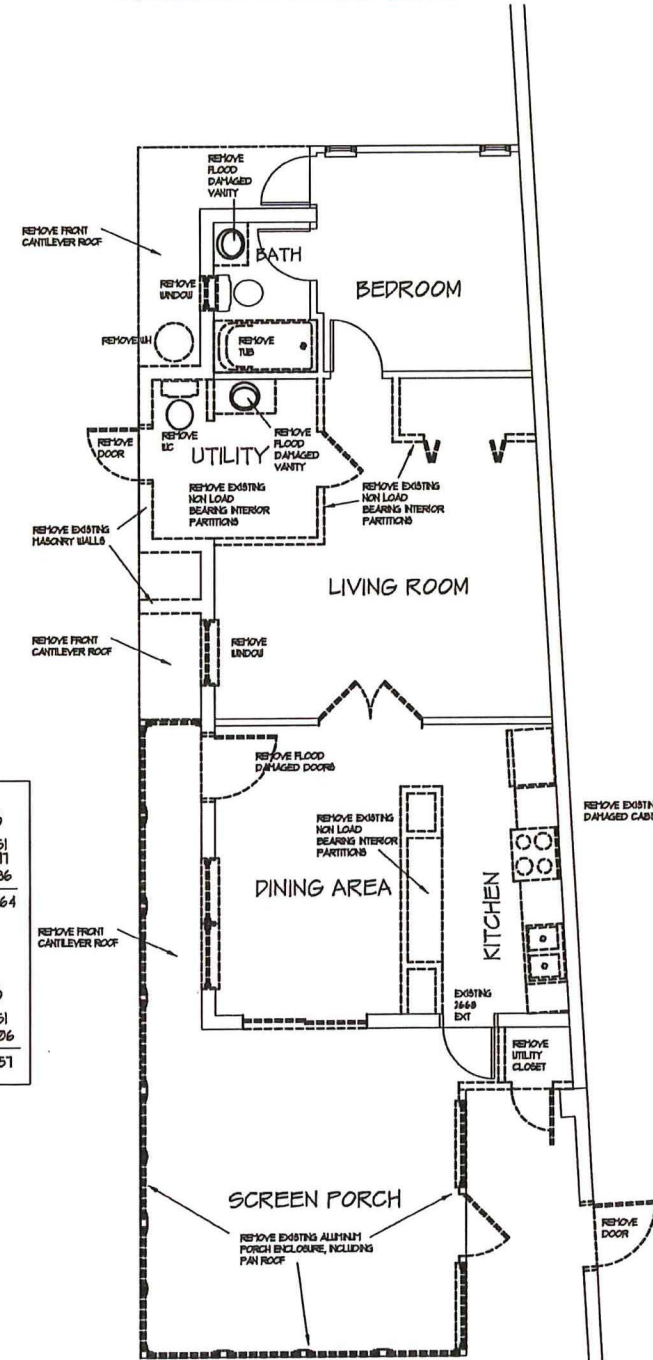 REMOVE
FLOOD
DAMAGED
VANITY
REMOVE FRONT
CANTILEVER ROOF
BATH
BEDROOM
REMOVE
WINDOW
REMOVE WH
REMOVE
TUB
REMOVE
DOOR
REMOVE
WC
REMOVE
FLOOD
DAMAGED
VANITY
UTILITY
REMOVE EXISTING
NON LOAD
BEARING INTERIOR
PARTITIONS
REMOVE EXISTING
NON LOAD
BEARING INTERIOR
PARTITIONS
REMOVE EXISTING
MASONRY WALLS
LIVING ROOM
REMOVE FRONT
CANTILEVER ROOF
REMOVE
WINDOW
REMOVE FLOOD
DAMAGED DOORS
REMOVE EXISTING
DAMAGED
REMOVE EXISTING
NON LOAD
BEARING INTERIOR
PARTITIONS
DINING AREA
KITCHEN
REMOVE FRONT
CANTILEVER ROOF
EXISTING
2668
EXT
REMOVE
UTILITY
CLOSET
SCREEN PORCH
REMOVE EXISTING ALUMINUM
PORCH ENCLOSURE, INCLUDING
PAN ROOF
REMOVE
DOOR